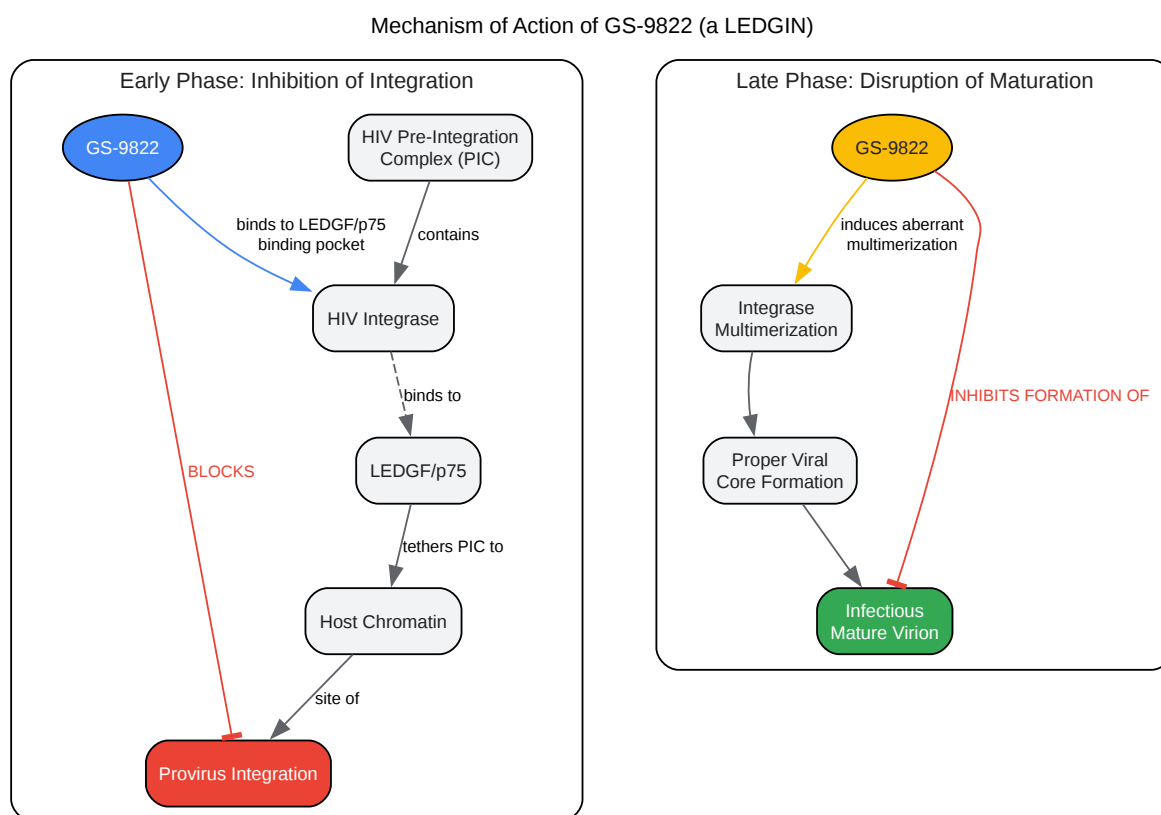 Mechanism of Action of GS-9822 (a LEDGIN)
Early Phase: Inhibition of Integration
GS-9822
HIV Pre-Integration
Complex (PIC)
binds to LEDGF/p75
binding pocket
contains
HIV Integrase
binds to
LEDGF/p75
BLOCKS
tethers PIC to
Host Chromatin
site of
Provirus Integration
Late Phase: Disruption of Maturation
GS-9822
induces aberrant
multimerization
Integrase
Multimerization
INHIBITS FORMATION OF
Proper Viral
Core Formation
Infectious
Mature Virion